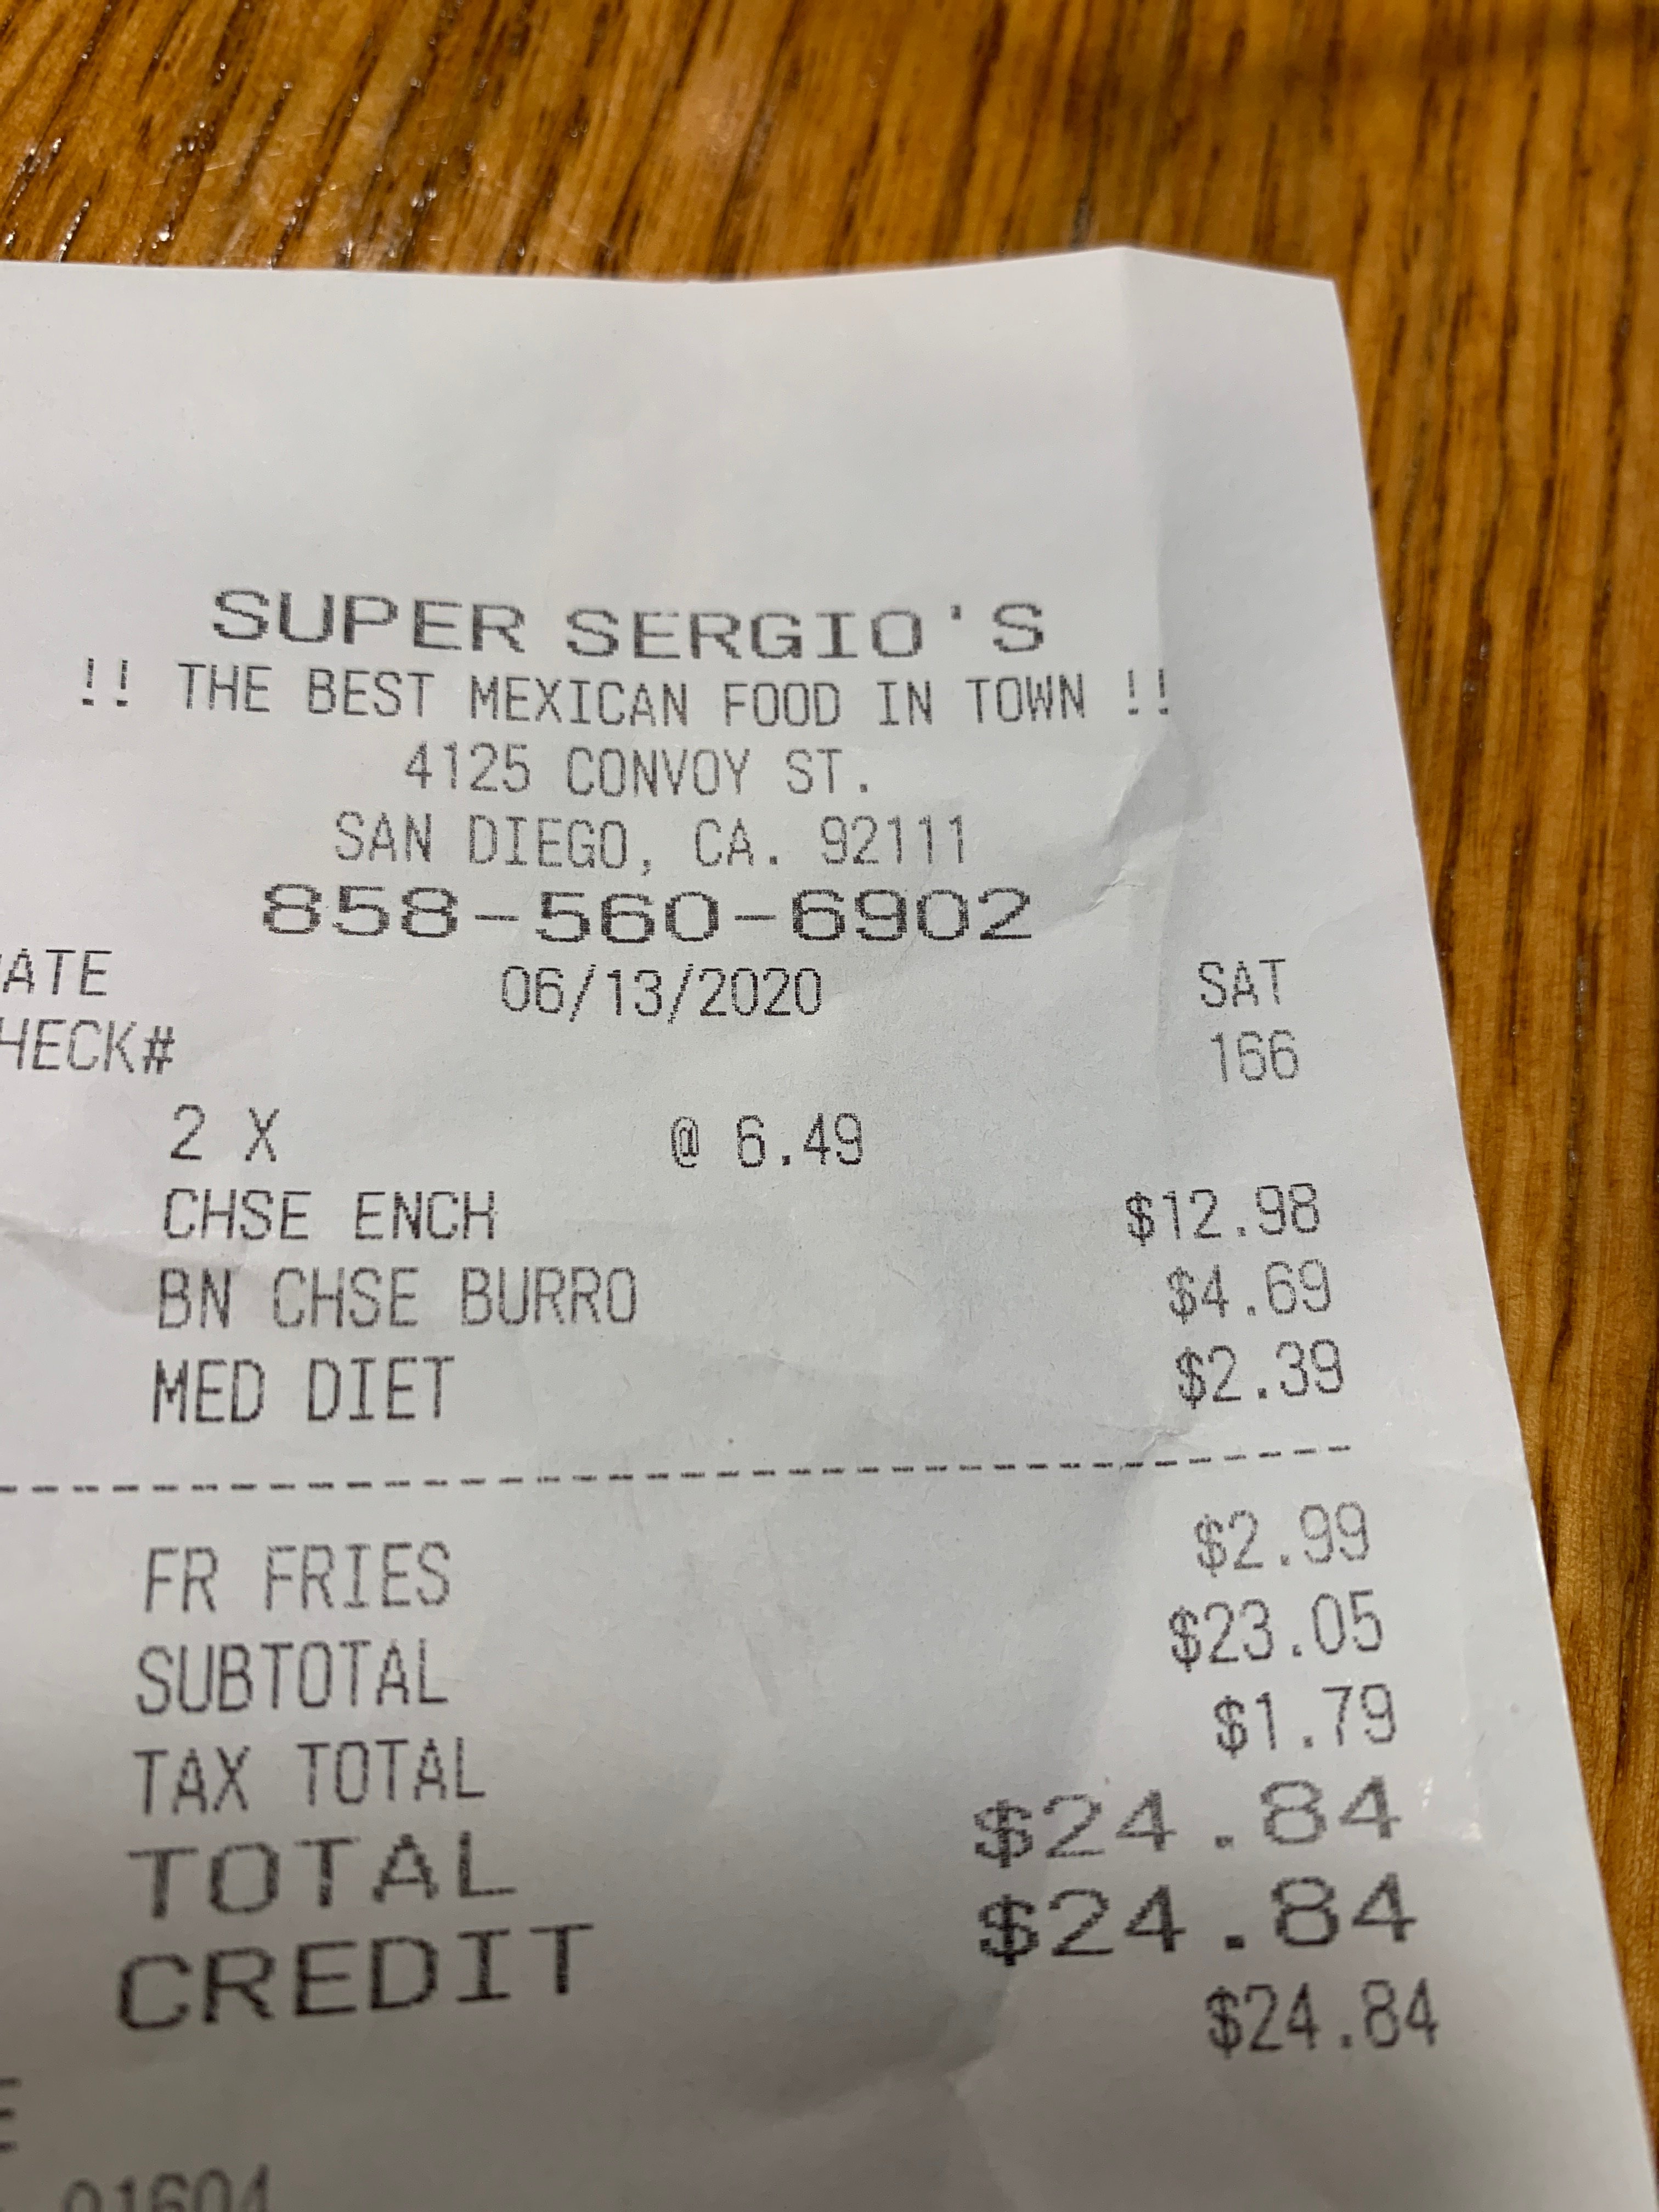 SUPER SERGIO'S
!! THE BEST MEXICAN FOOD IN TOWN !!
4125 CONVOY ST.
SAN DIEGO, CA. 92111
858-560-6902
ATE 06/13/2020 SAT
HECK# 166
2 X @ 6.49
CHSE ENCH $12.98
BN CHSE BURRO $4.69
MED DIET $2.39
FR FRIES $2.99
SUBTOTAL $23.05
TAX TOTAL $1.79
TOTAL $24.84
CREDIT $24.84
$24.84
01604